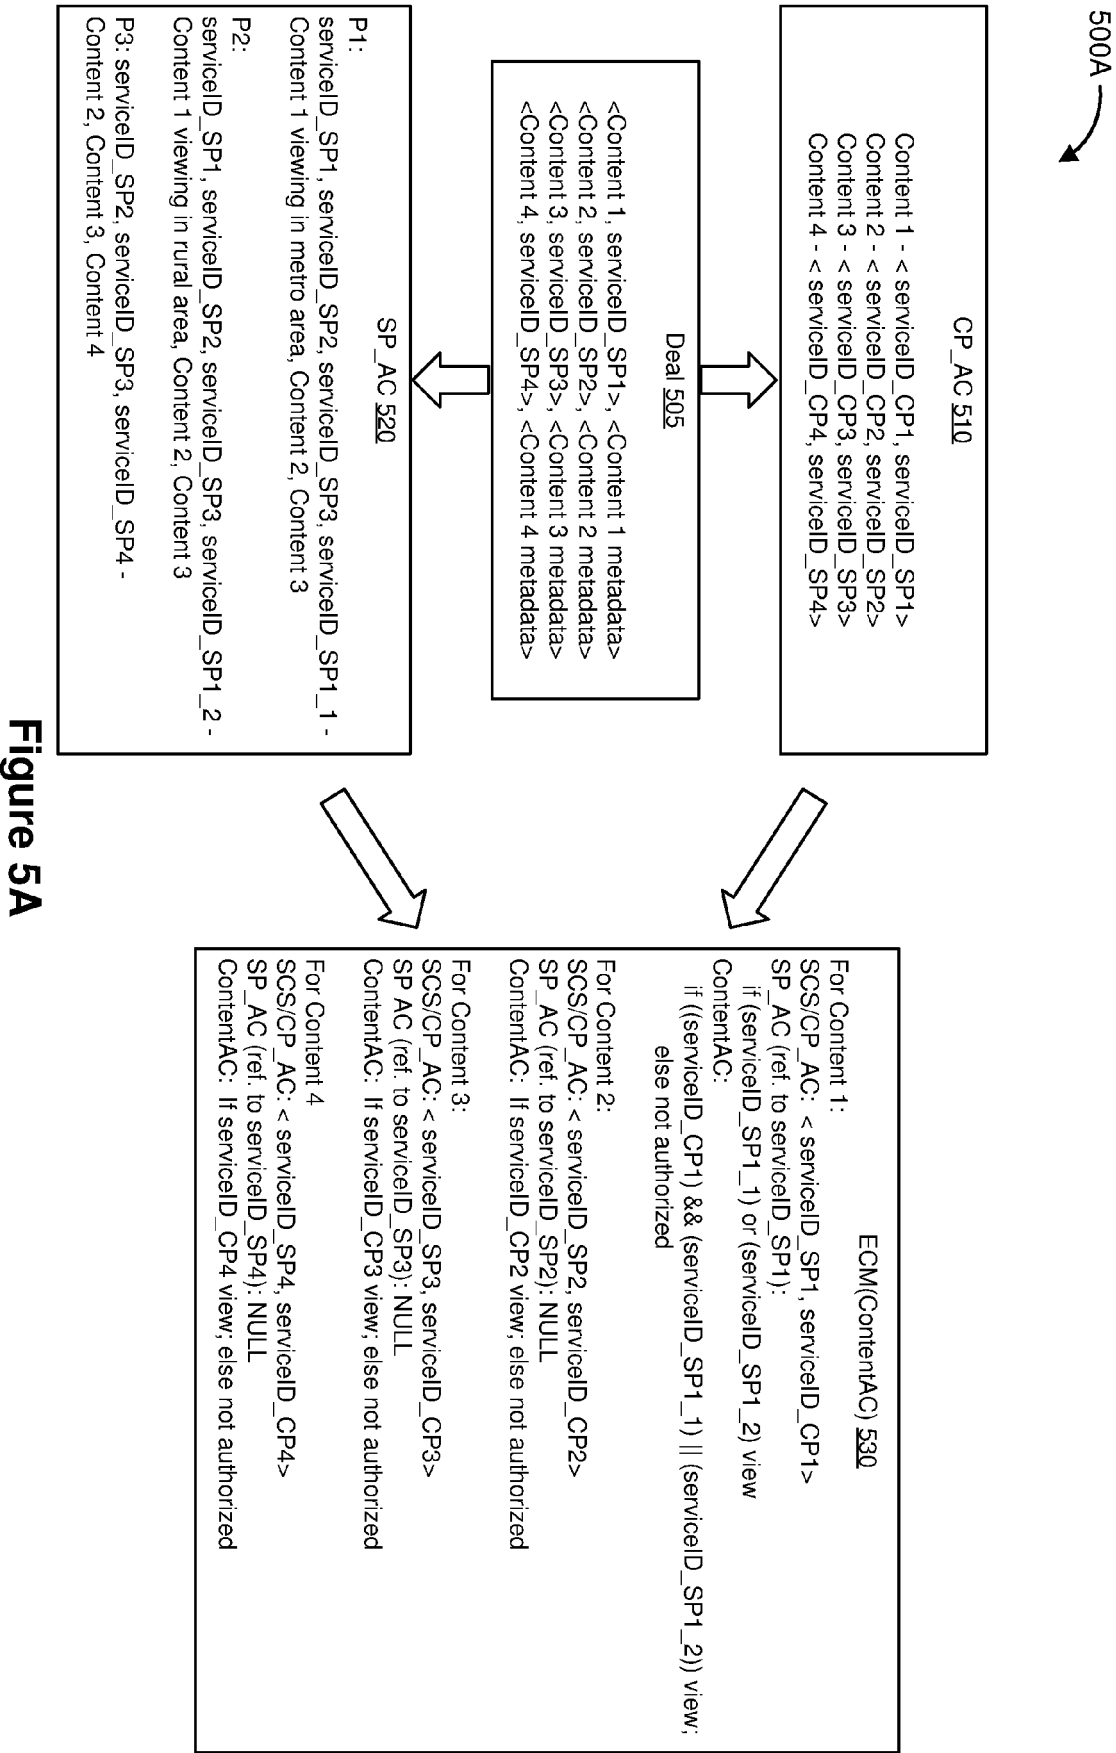 500A
CP_AC 510
Content 1 - < serviceID_CP1, serviceID_SP1>
Content 2 - < serviceID_CP2, serviceID_SP2>
Content 3 - < serviceID_CP3, serviceID_SP3>
Content 4 - < serviceID_CP4, serviceID_SP4>
Deal 505
<Content 1, serviceID_SP1>, <Content 1 metadata>
<Content 2, serviceID_SP2>, <Content 2 metadata>
<Content 3, serviceID_SP3>, <Content 3 metadata>
<Content 4, serviceID_SP4>, <Content 4 metadata>
SP_AC 520
P1:
serviceID_SP1, serviceID_SP2, serviceID_SP3, serviceID_SP1_1 -
Content 1 viewing in metro area, Content 2, Content 3
P2:
serviceID_SP1, serviceID_SP2, serviceID_SP3, serviceID_SP1_2 -
Content 1 viewing in rural area, Content 2, Content 3
P3: serviceID_SP2, serviceID_SP3, serviceID_SP4 -
Content 2, Content 3, Content 4
ECM(ContentAC) 530
For Content 1:
SCS/CP_AC: < serviceID_SP1, serviceID_CP1>
SP_AC (ref. to serviceID_SP1):
if (serviceID_SP1_1) or (serviceID_SP1_2) view
ContentAC:
if ((serviceID_CP1) && (serviceID_SP1_1) || (serviceID_SP1_2)) view;
else not authorized
For Content 2:
SCS/CP_AC: < serviceID_SP2, serviceID_CP2>
SP_AC (ref. to serviceID_SP2): NULL
ContentAC: If serviceID_CP2 view; else not authorized
For Content 3:
SCS/CP_AC: < serviceID_SP3, serviceID_CP3>
SP AC (ref. to serviceID_SP3): NULL
ContentAC: If serviceID_CP3 view; else not authorized
For Content 4
SCS/CP_AC: < serviceID_SP4, serviceID_CP4>
SP_AC (ref. to serviceID_SP4): NULL
ContentAC: If serviceID_CP4 view; else not authorized
Figure 5A